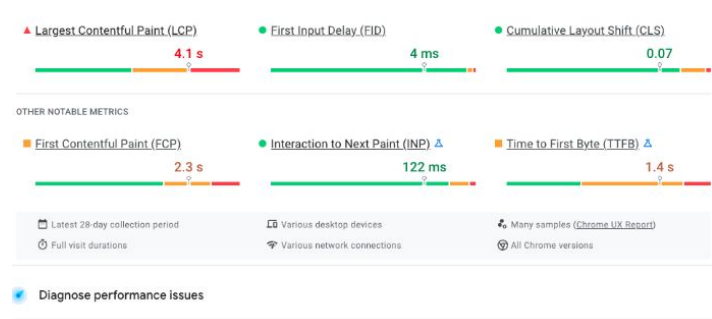 Largest Contentful Paint (LCP)
First Input Delay (FID)
Cumulative Layout Shift (CLS)
4.1 s
4 ms
0.07
OTHER NOTABLE METRICS
First Contentful Paint (FCP)
Interaction to Next Paint (INP)
Time to First Byte (TTFB)
2.3 s
122 ms
1.4 s
Latest 28-day collection period
Various desktop devices
Many samples (Chrome UX Report)
Full visit durations
Various network connections
All Chrome versions
Diagnose performance issues